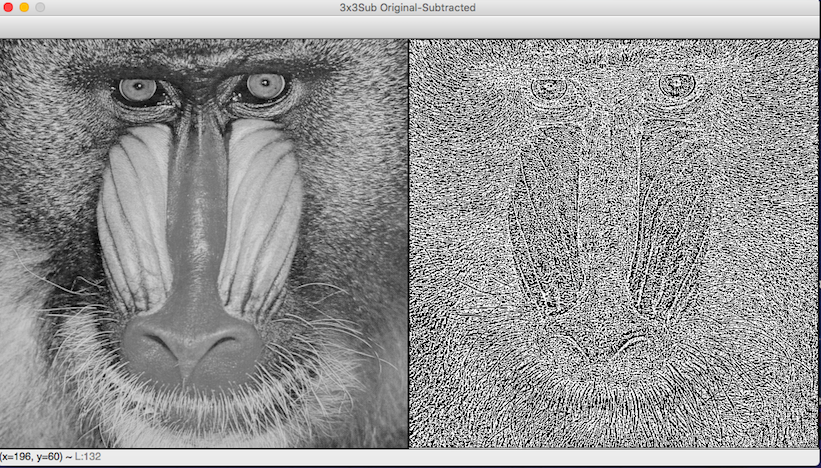 3x3Sub Original-Subtracted
(x=196, y=60) ~ L:132